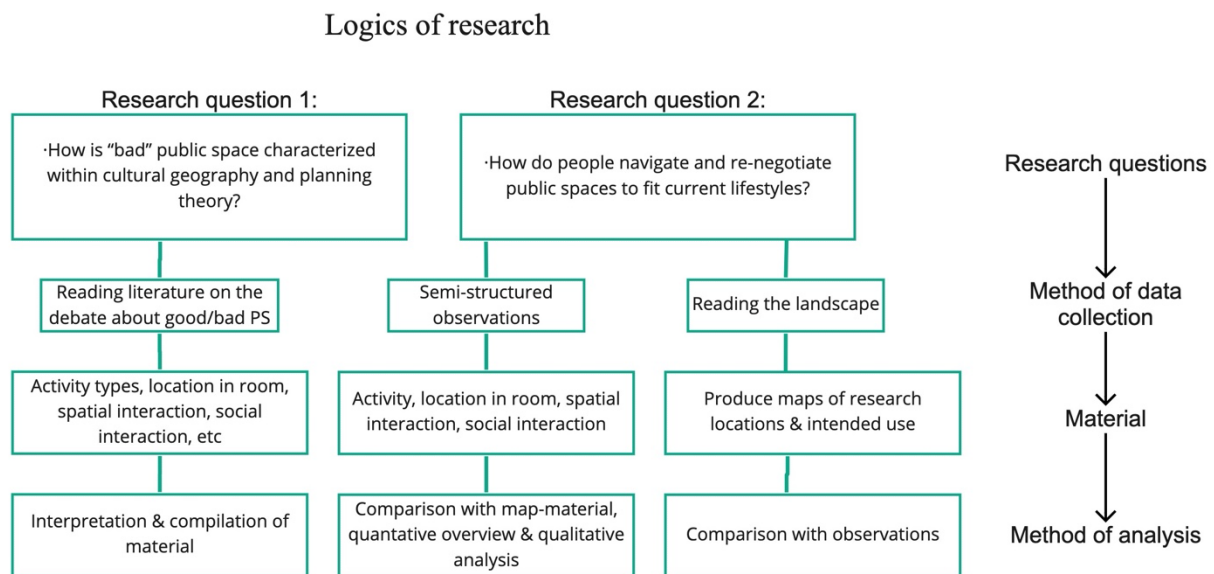 Logics of research
Research question 1:
Research question 2:
·How is “bad” public space characterized
within cultural geography and planning
theory?
·How do people navigate and re-negotiate
public spaces to fit current lifestyles?
Research questions
Reading literature on the
debate about good/bad PS
Semi-structured
observations
Reading the landscape
Method of data
collection
Activity types, location in room,
spatial interaction, social
interaction, etc
Activity, location in room, spatial
interaction, social interaction
Produce maps of research
locations & intended use
Material
Interpretation & compilation of
material
Comparison with map-material,
quantative overview & qualitative
analysis
Comparison with observations
Method of analysis